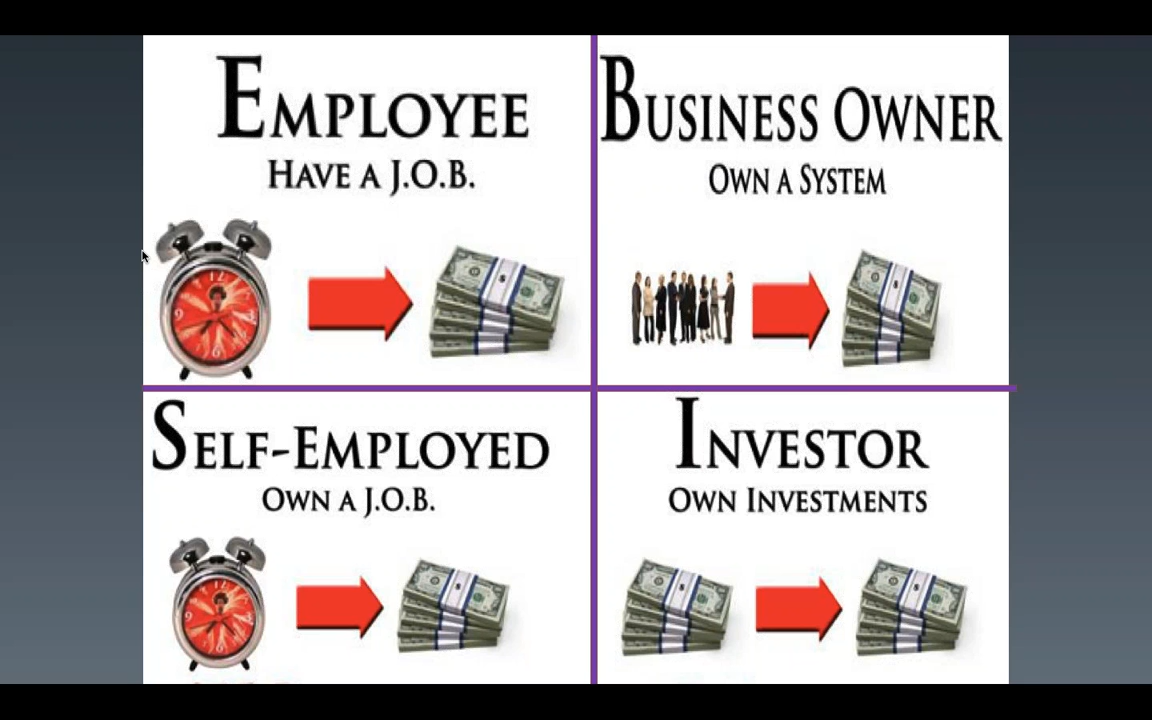 EMPLOYEE
HAVE A J.O.B.
BUSINESS OWNER
OWN A SYSTEM
SELF-EMPLOYED
OWN A J.O.B.
INVESTOR
OWN INVESTMENTS